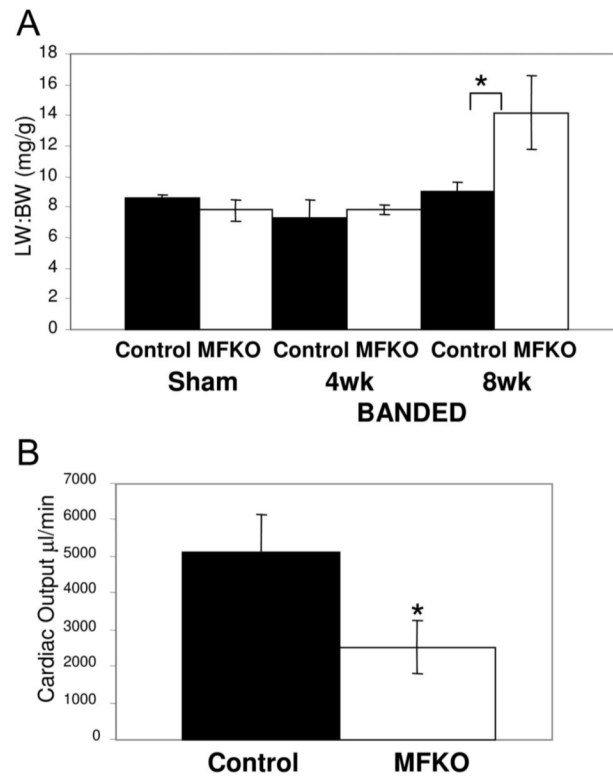 A
18
16
14
12
10
8
6
4
2
0
LW:BW (mg/g)
*
Control MFKO Control MFKO Control MFKO
Sham 4wk 8wk
BANDED
B
7000
6000
5000
4000
3000
2000
1000
0
Cardiac Output µl/min
*
Control MFKO